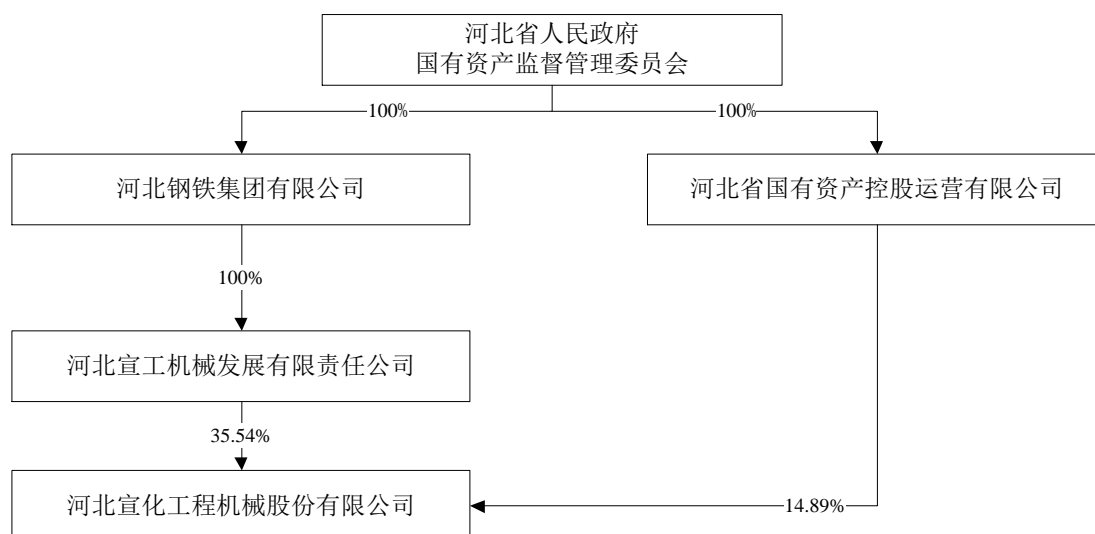 河北省人民政府
国有资产监督管理委员会
100%
100%
河北钢铁集团有限公司
河北省国有资产控股运营有限公司
100%
河北宣工机械发展有限责任公司
35.54%
河北宣化工程机械股份有限公司
14.89%